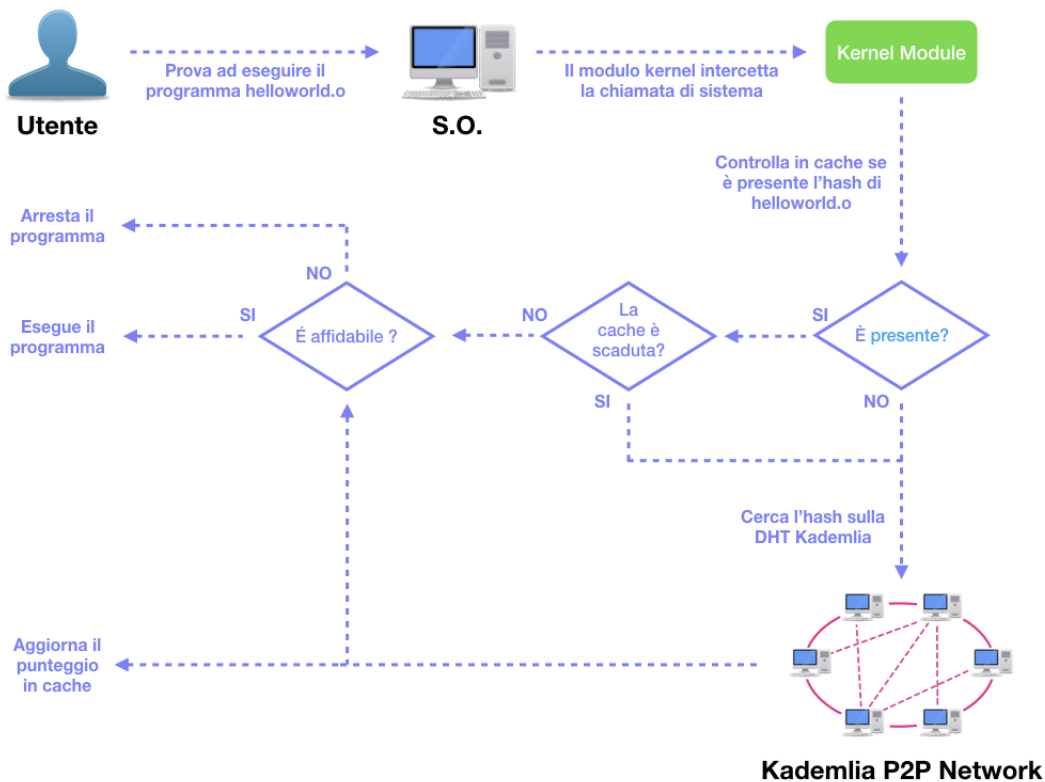 Prova ad eseguire il
programma helloworld.o
Utente
S.O.
Il modulo kernel intercetta
la chiamata di sistema
Kernel Module
Controlla in cache se
è presente l'hash di
helloworld.o
Arresta il
programma
NO
Esegue il
programma
SI
É affidabile ?
NO
La
cache è
scaduta?
SI
È presente?
SI
NO
Cerca l'hash sulla
DHT Kademlia
Aggiorna il
punteggio
in cache
Kademlia P2P Network